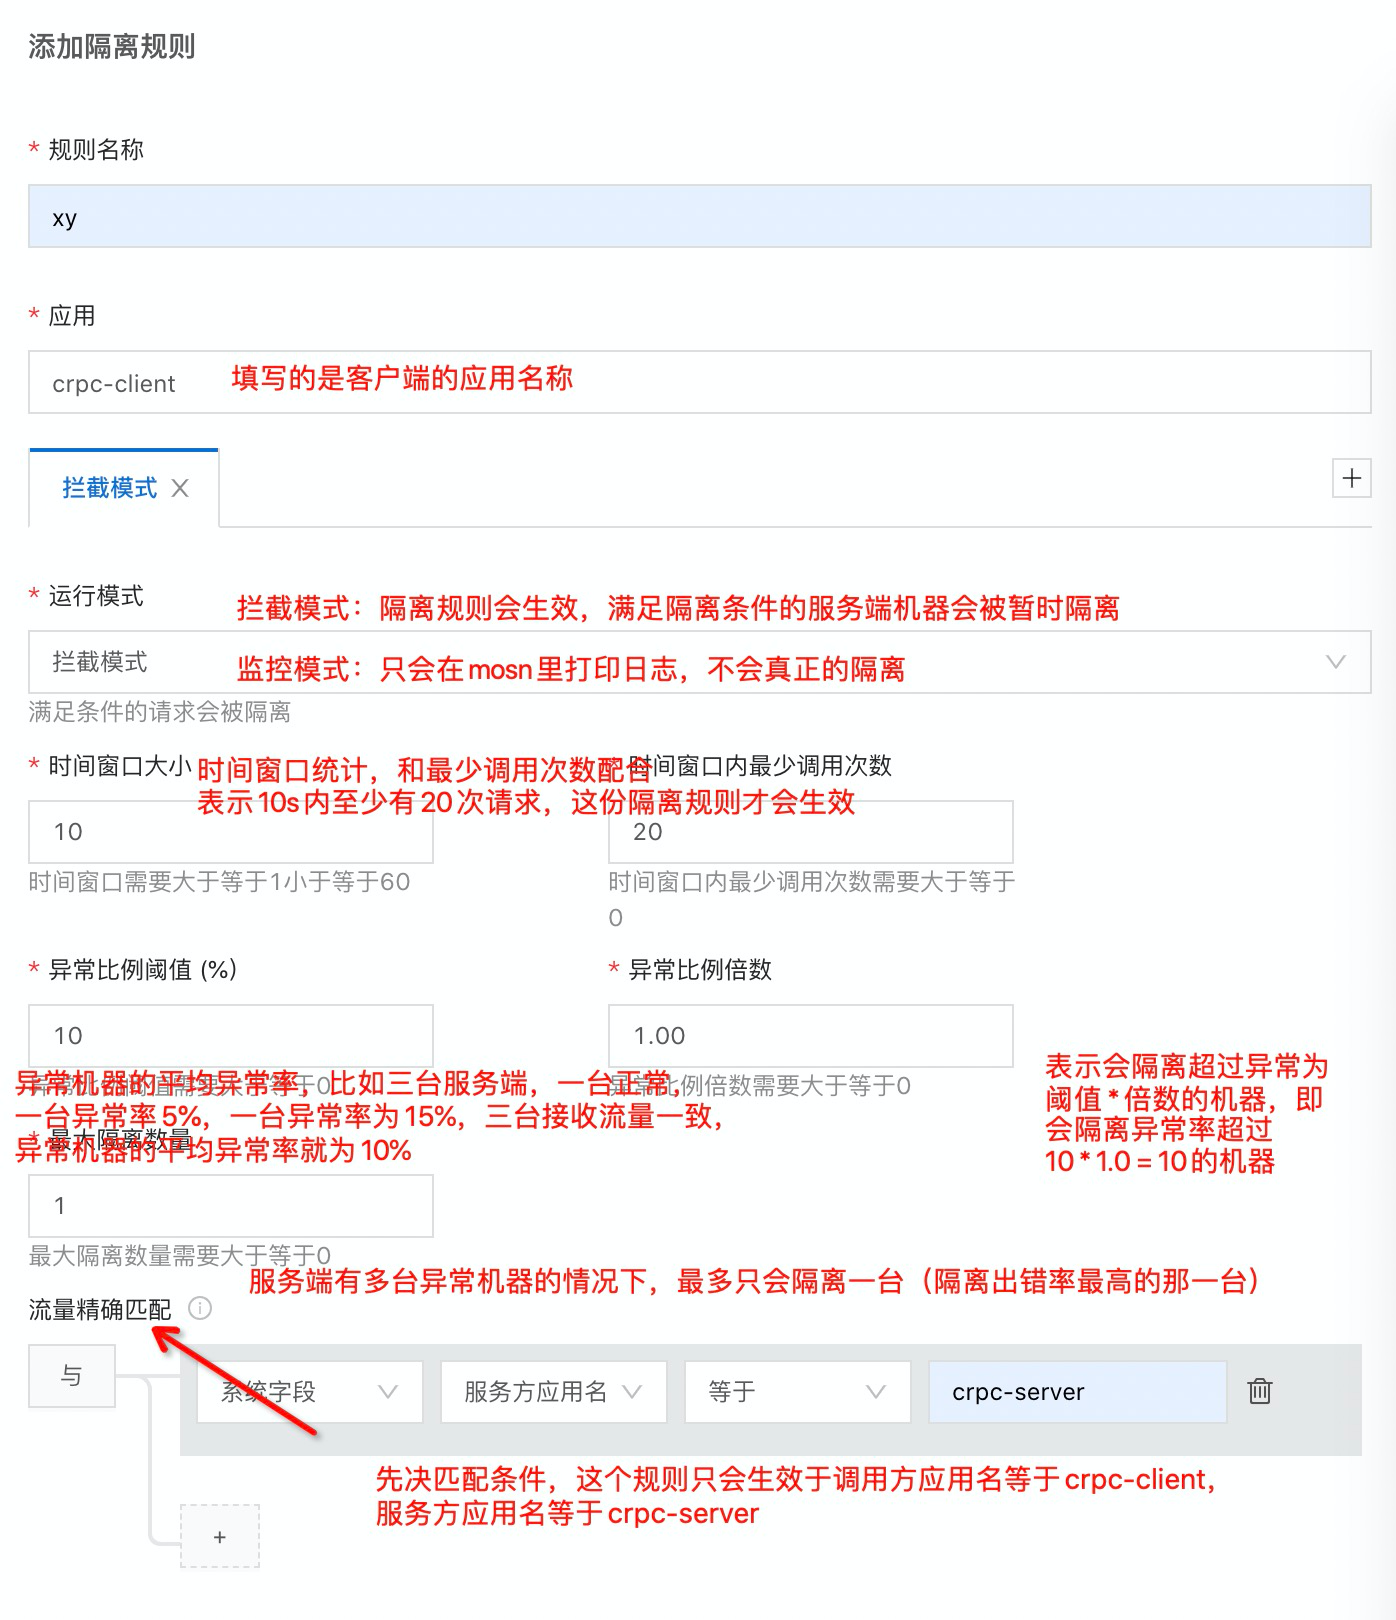 添加隔离规则
* 规则名称
xy
* 应用
crpc-client
填写的是客户端的应用名称
拦截模式
* 运行模式
拦截模式：隔离规则会生效，满足隔离条件的服务端机器会被暂时隔离
拦截模式
监控模式：只会在mosn里打印日志，不会真正的隔离
满足条件的请求会被隔离
* 时间窗口大小
时间窗口内最少调用次数
时间窗口统计，和最少调用次数配合
表示10s内至少有20次请求，这份隔离规则才会生效
10
20
时间窗口需要大于等于1小于等于60
时间窗口内最少调用次数需要大于等于
0
* 异常比例阈值 (%)
* 异常比例倍数
10
1.00
异常比例阈值需要大于等于0
异常比例倍数需要大于等于0
异常机器的平均异常率，比如三台服务端，一台正常，
一台异常率5%，一台异常率为15%，三台接收流量一致，
异常机器的平均异常率就为10%
表示会隔离超过异常为
阈值*倍数的机器，即
会隔离异常率超过
10*1.0=10的机器
* 最大隔离数量
1
最大隔离数量需要大于等于0
服务端有多台异常机器的情况下，最多只会隔离一台（隔离出错率最高的那一台）
流量精确匹配
与
系统字段
服务方应用名
等于
crpc-server
先决匹配条件，这个规则只会生效于调用方应用名等于crpc-client，
服务方应用名等于crpc-server
+